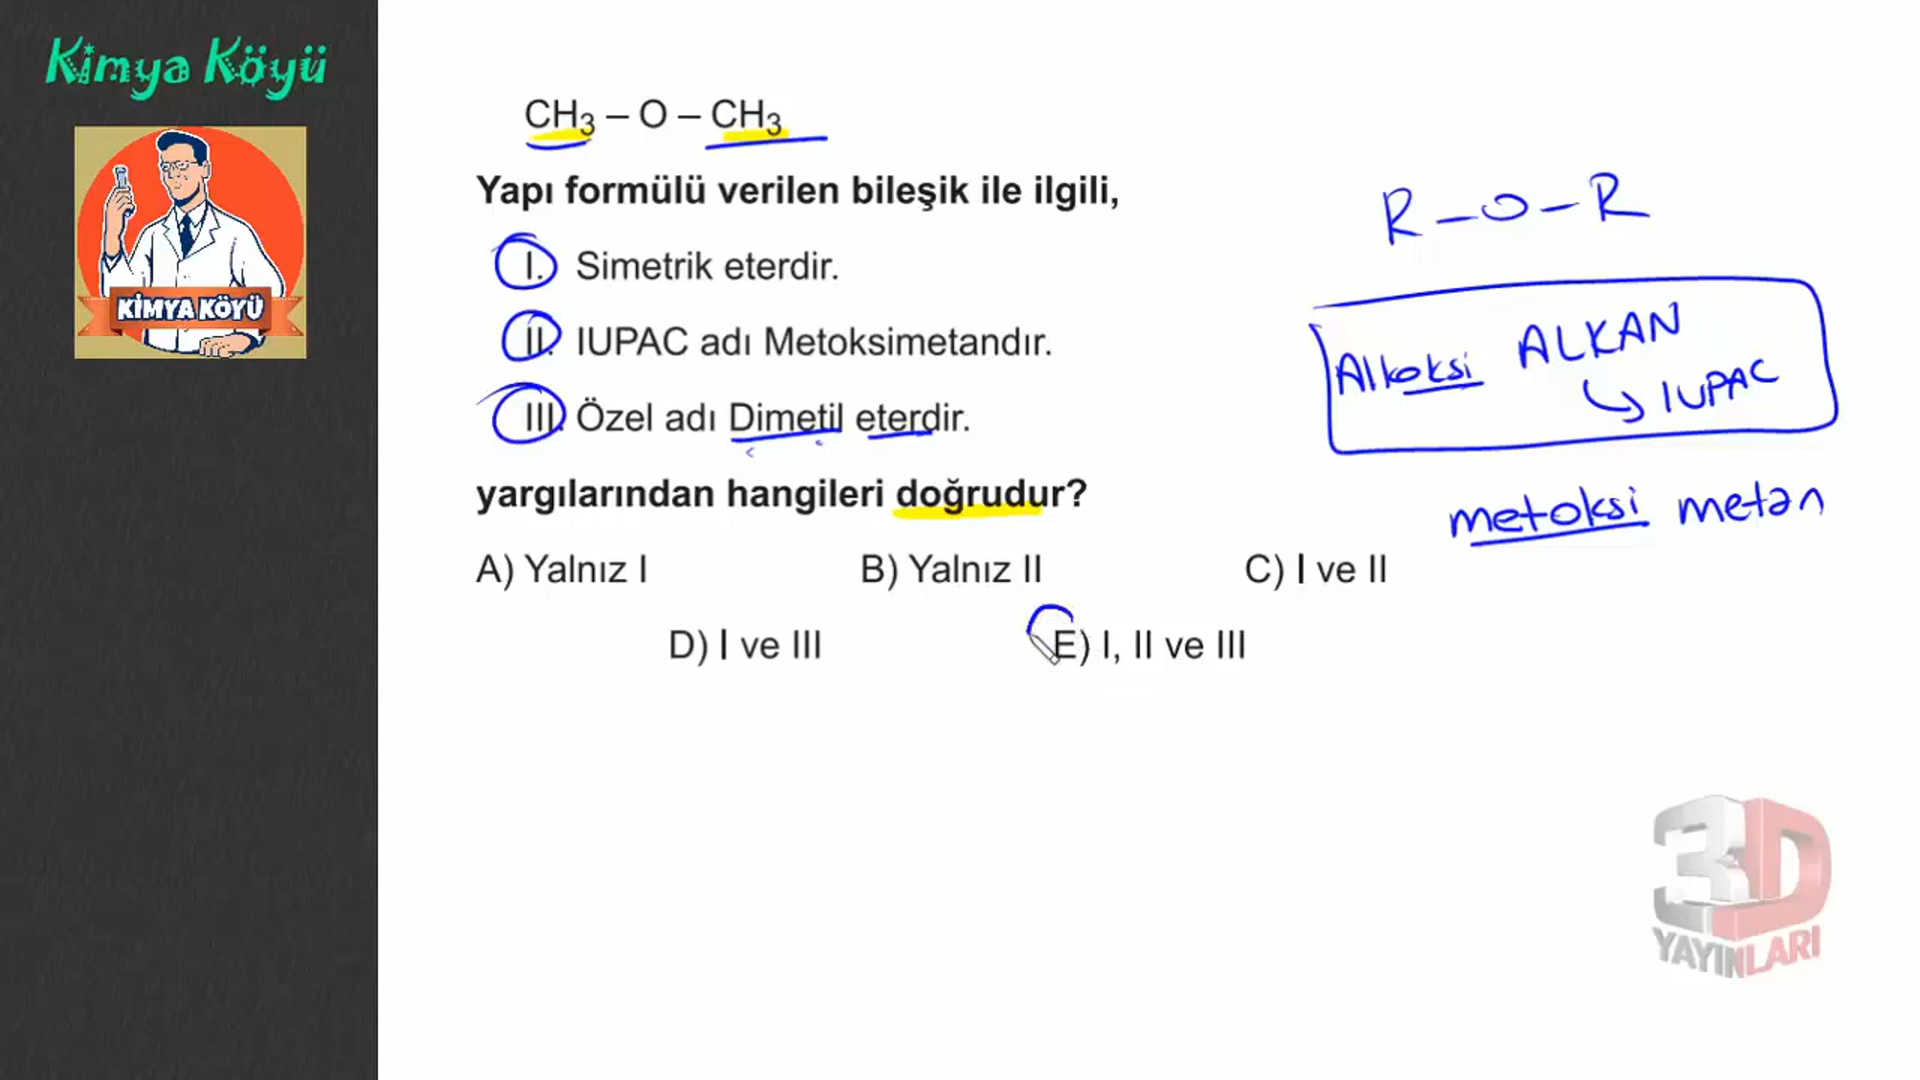 Kimya Köyü
KİMYA KÖYÜ
CH₃ – O – CH₃
Yapı formülü verilen bileşik ile ilgili,
I. Simetrik eterdir.
II. IUPAC adı Metoksimetandır.
III. Özel adı Dimetil eterdir.
yargılarından hangileri doğrudur?
A) Yalnız I
B) Yalnız II
C) I ve II
D) I ve III
E) I, II ve III
R – O – R
Alkoksi ALKAN
↳ IUPAC
metoksi metan
3D
YAYINLARI